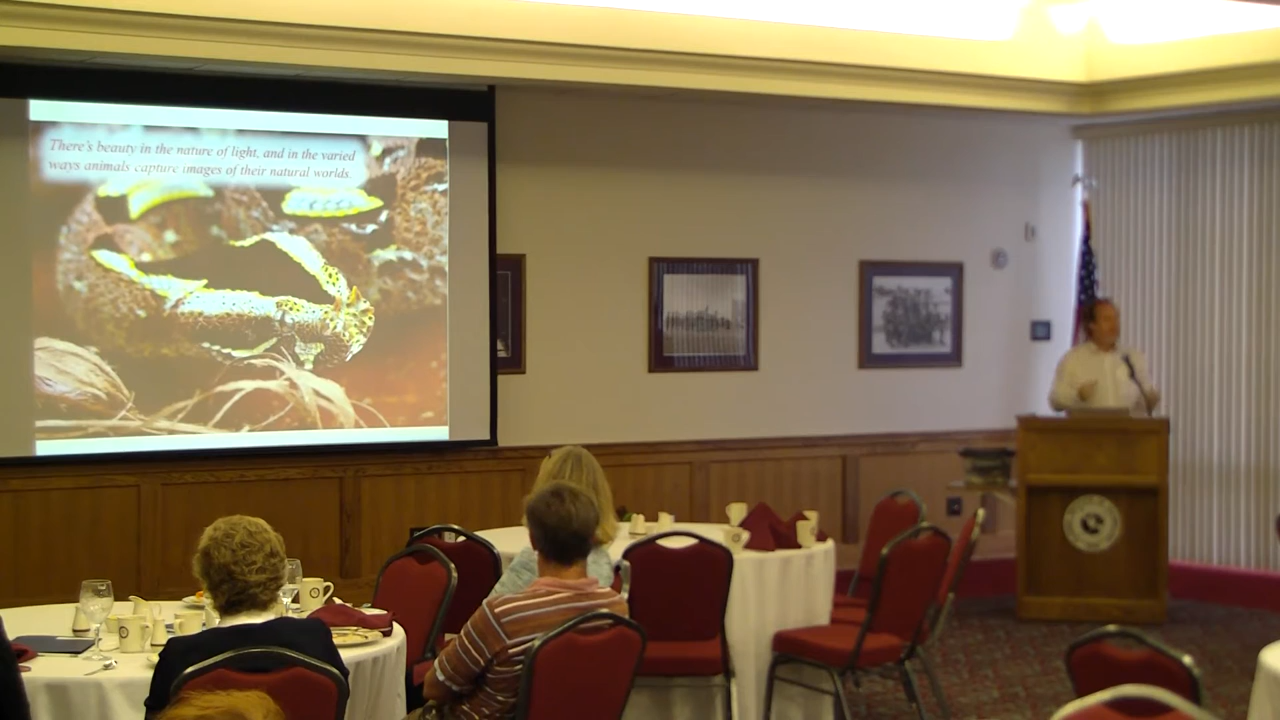 There's beauty in the nature of light, and in the varied
ways animals capture images of their natural worlds.